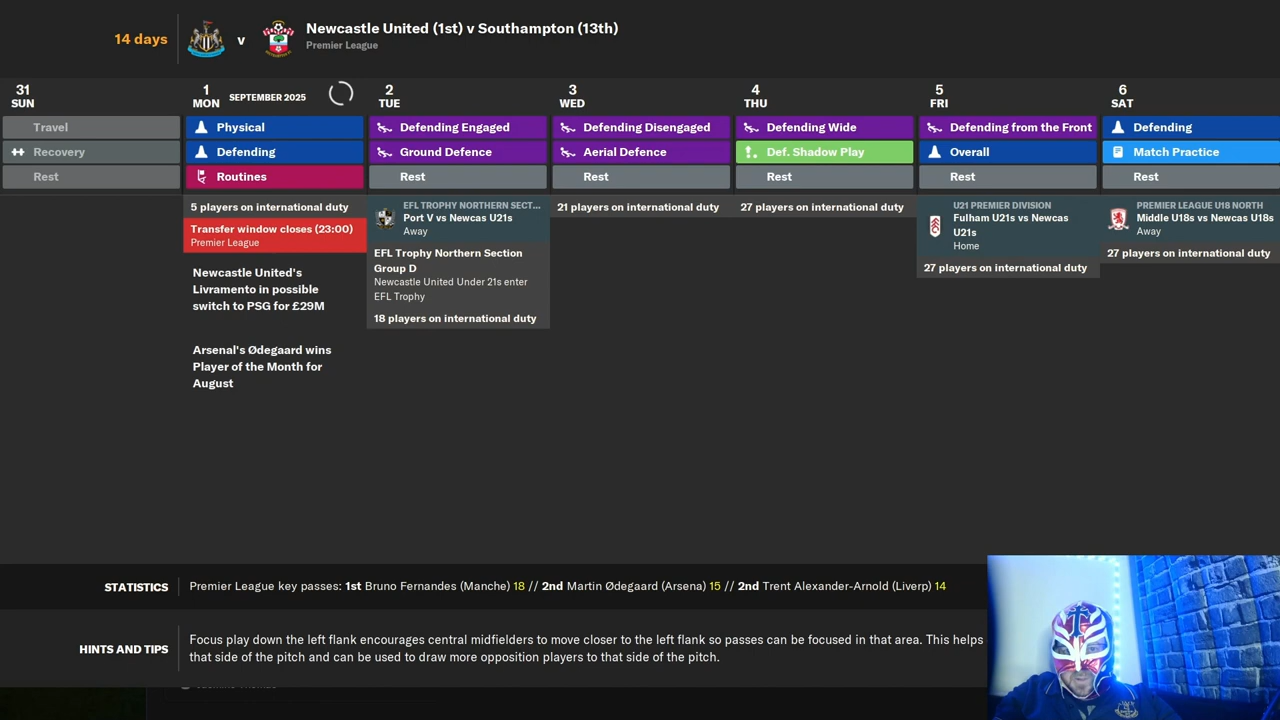 14 days
v
Newcastle United (1st) v Southampton (13th)
Premier League
31
SUN
1
MON
SEPTEMBER 2025
2
TUE
3
WED
4
THU
5
FRI
6
SAT
Travel
Physical
Defending Engaged
Defending Disengaged
Defending Wide
Defending from the Front
Defending
Recovery
Defending
Ground Defence
Aerial Defence
Def. Shadow Play
Overall
Match Practice
Rest
Routines
Rest
Rest
Rest
Rest
Rest
5 players on international duty
Transfer window closes (23:00)
Premier League
Newcastle United's
Livramento in possible
switch to PSG for £29M
Arsenal's Ødegaard wins
Player of the Month for
August
EFL TROPHY NORTHERN SECT...
Port V vs Newcas U21s
Away
EFL Trophy Northern Section
Group D
Newcastle United Under 21s enter
EFL Trophy
18 players on international duty
21 players on international duty
27 players on international duty
U21 PREMIER DIVISION
Fulham U21s vs Newcas
U21s
Home
27 players on international duty
PREMIER LEAGUE U18 NORTH
Middle U18s vs Newcas U18s
Away
27 players on international duty
STATISTICS
Premier League key passes: 1st Bruno Fernandes (Manche) 18 // 2nd Martin Ødegaard (Arsena) 15 // 2nd Trent Alexander-Arnold (Liverp) 14
HINTS AND TIPS
Focus play down the left flank encourages central midfielders to move closer to the left flank so passes can be focused in that area. This helps
that side of the pitch and can be used to draw more opposition players to that side of the pitch.